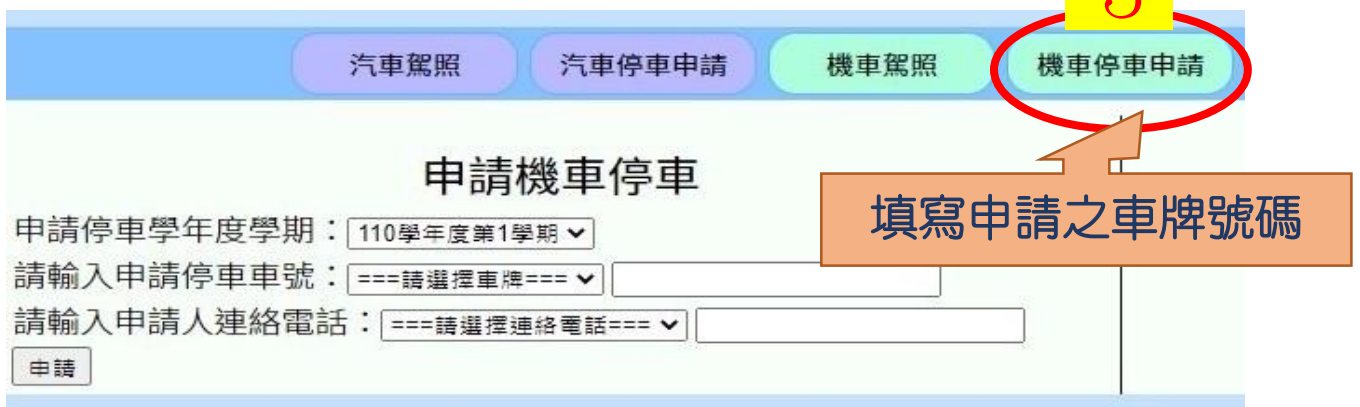 汽車駕照 汽車停車申請 機車駕照 機車停車申請
填寫申請之車牌號碼
申請機車停車
申請停車學年度學期：110學年度第1學期
請輸入申請停車車號：===請選擇車牌===
請輸入申請人連絡電話：===請選擇連絡電話===
申請